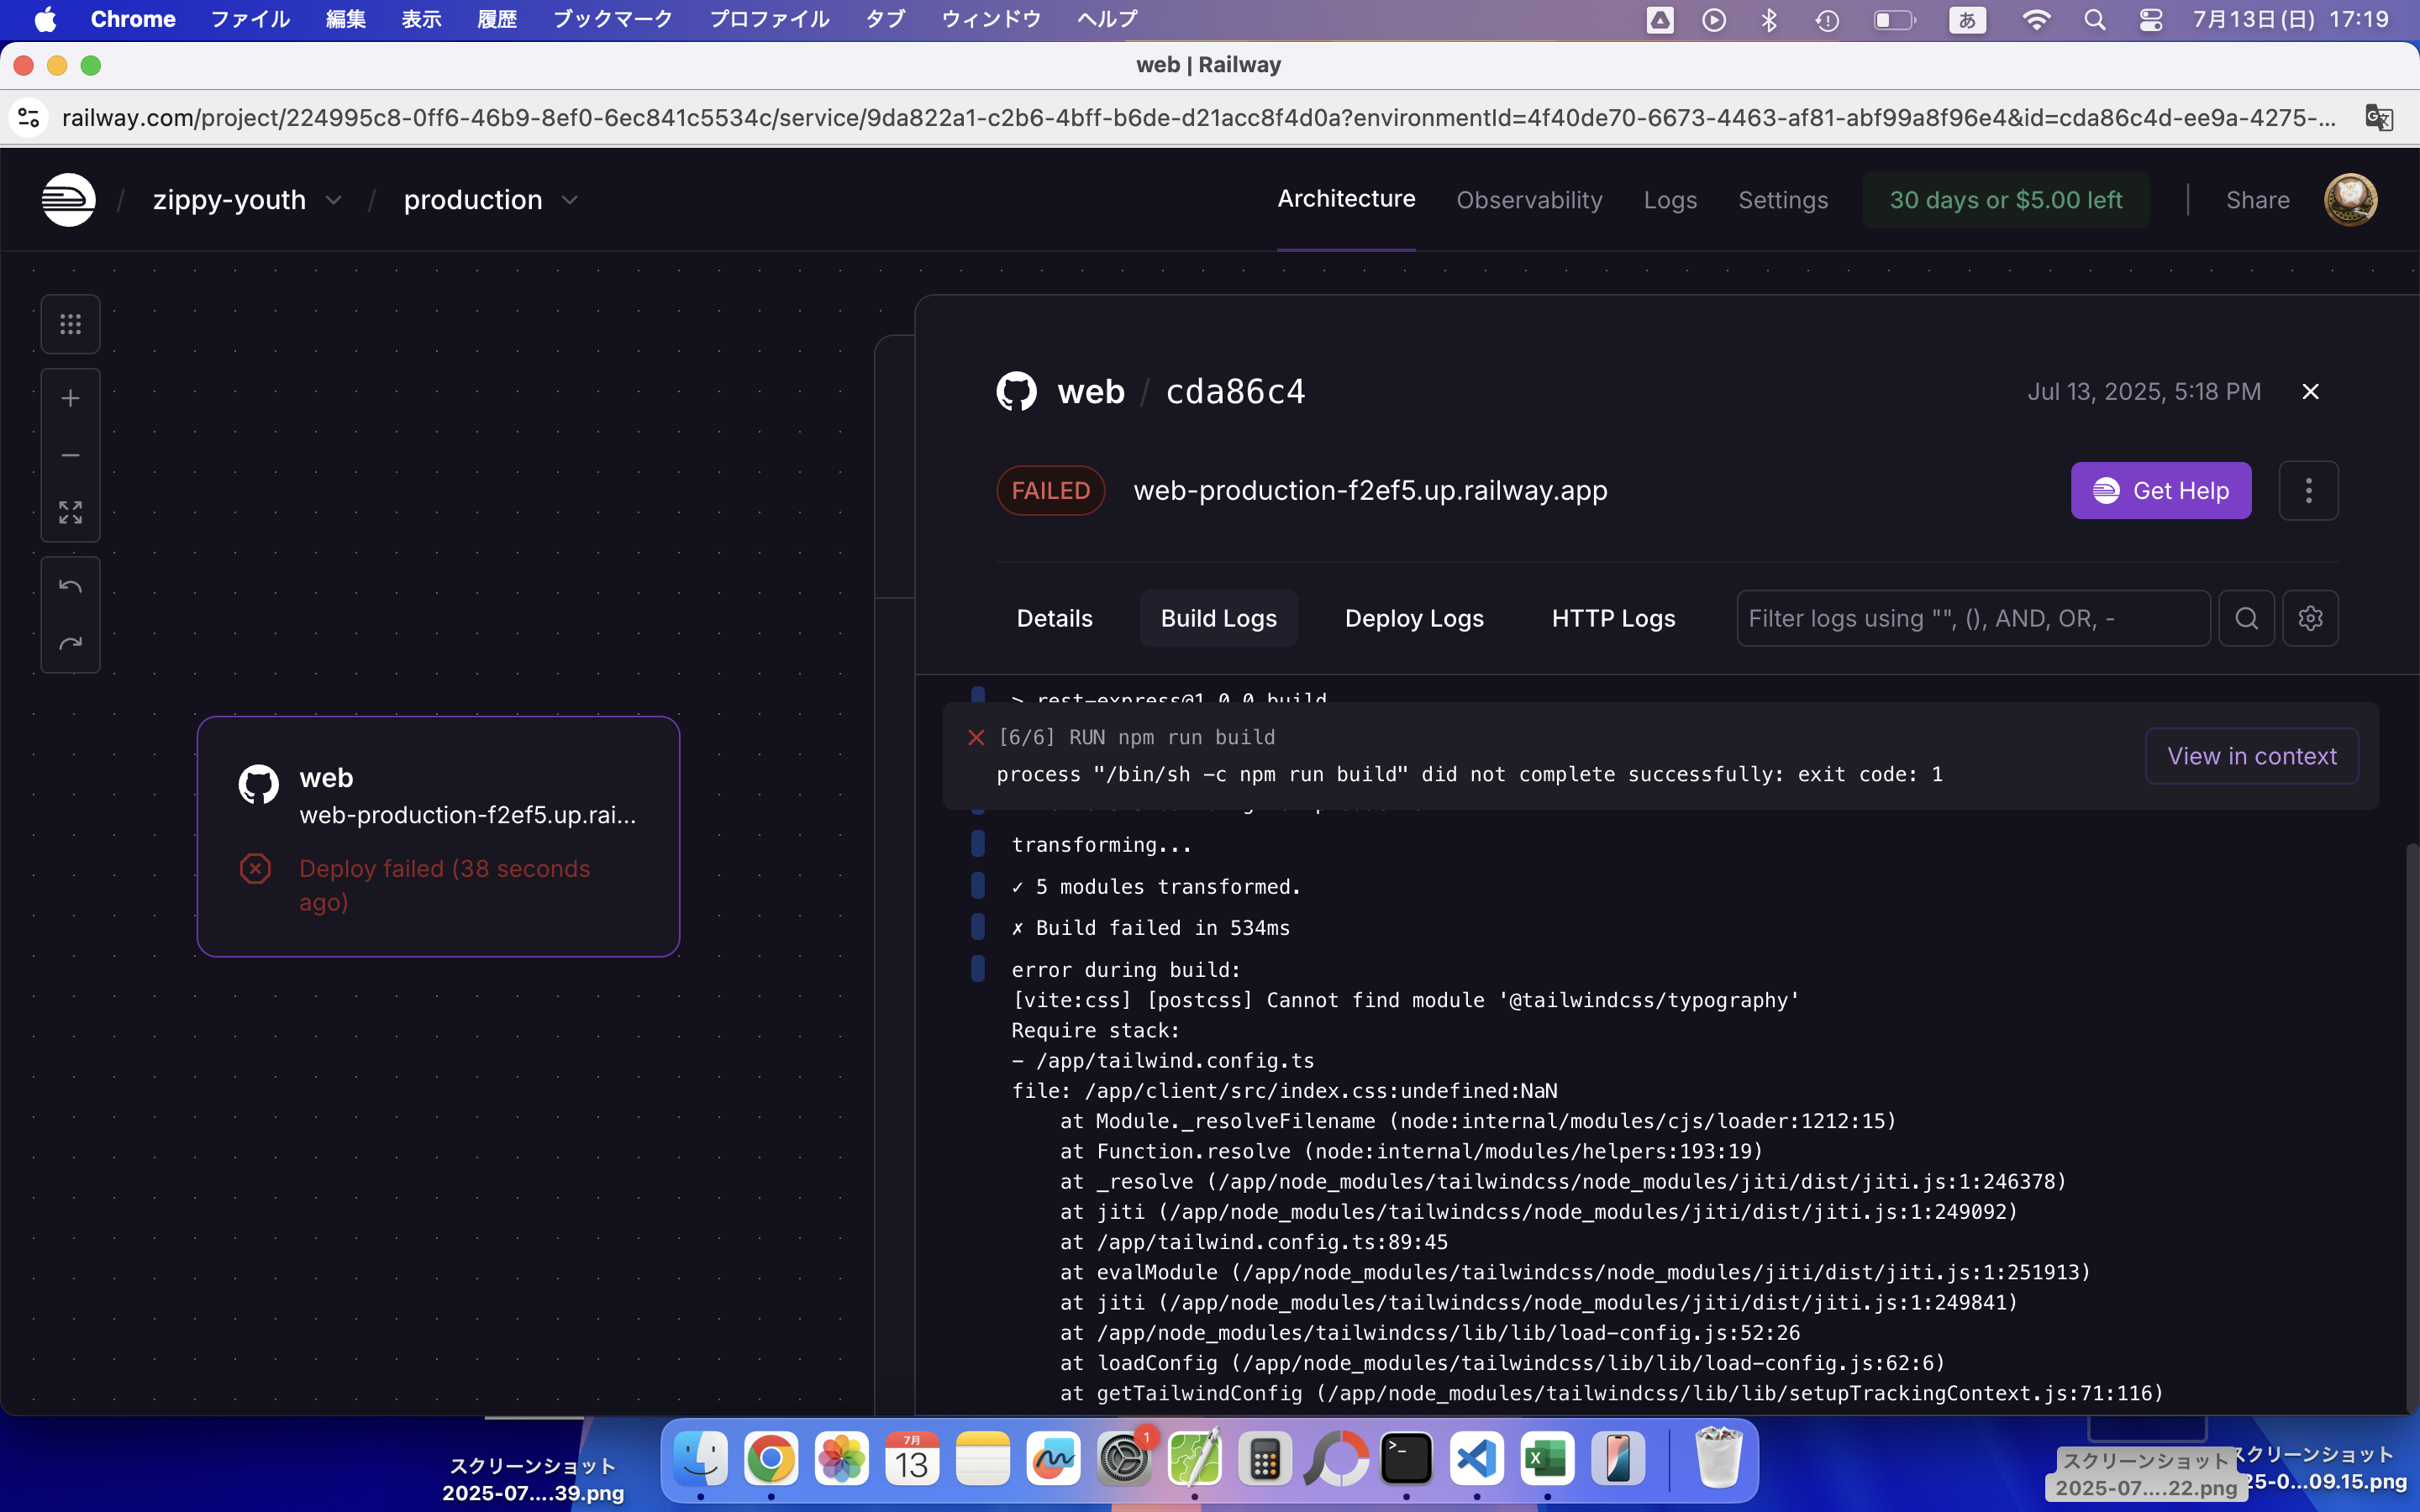 Chrome ファイル 編集 表示 履歴 ブックマーク プロファイル タブ ウィンドウ ヘルプ あ 7月13日(日) 17:19
web | Railway
railway.com/project/224995c8-0ff6-46b9-8ef0-6ec841c5534c/service/9da822a1-c2b6-4bff-b6de-d21acc8f4d0a?environmentId=4f40de70-6673-4463-af81-abf99a8f96e4&id=cda86c4d-ee9a-4275-...
/ zippy-youth / production Architecture Observability Logs Settings 30 days or $5.00 left Share
web / cda86c4 Jul 13, 2025, 5:18 PM
FAILED web-production-f2ef5.up.railway.app Get Help
Details Build Logs Deploy Logs HTTP Logs Filter logs using "", (), AND, OR, -
web
web-production-f2ef5.up.rai...
Deploy failed (38 seconds
ago)
> rest-express@1.0.0 build
[6/6] RUN npm run build
process "/bin/sh -c npm run build" did not complete successfully: exit code: 1
View in context
transforming...
✓ 5 modules transformed.
✗ Build failed in 534ms
error during build:
[vite:css] [postcss] Cannot find module '@tailwindcss/typography'
Require stack:
- /app/tailwind.config.ts
file: /app/client/src/index.css:undefined:NaN
at Module._resolveFilename (node:internal/modules/cjs/loader:1212:15)
at Function.resolve (node:internal/modules/helpers:193:19)
at _resolve (/app/node_modules/tailwindcss/node_modules/jiti/dist/jiti.js:1:246378)
at jiti (/app/node_modules/tailwindcss/node_modules/jiti/dist/jiti.js:1:249092)
at /app/tailwind.config.ts:89:45
at evalModule (/app/node_modules/tailwindcss/node_modules/jiti/dist/jiti.js:1:251913)
at jiti (/app/node_modules/tailwindcss/node_modules/jiti/dist/jiti.js:1:249841)
at /app/node_modules/tailwindcss/lib/lib/load-config.js:52:26
at loadConfig (/app/node_modules/tailwindcss/lib/lib/load-config.js:62:6)
at getTailwindConfig (/app/node_modules/tailwindcss/lib/lib/setupTrackingContext.js:71:116)
スクリーンショット
2025-07....39.png
7月
13
1
スクリーンショット
2025-07....22.png
クリーンショット
25-0...09.15.png